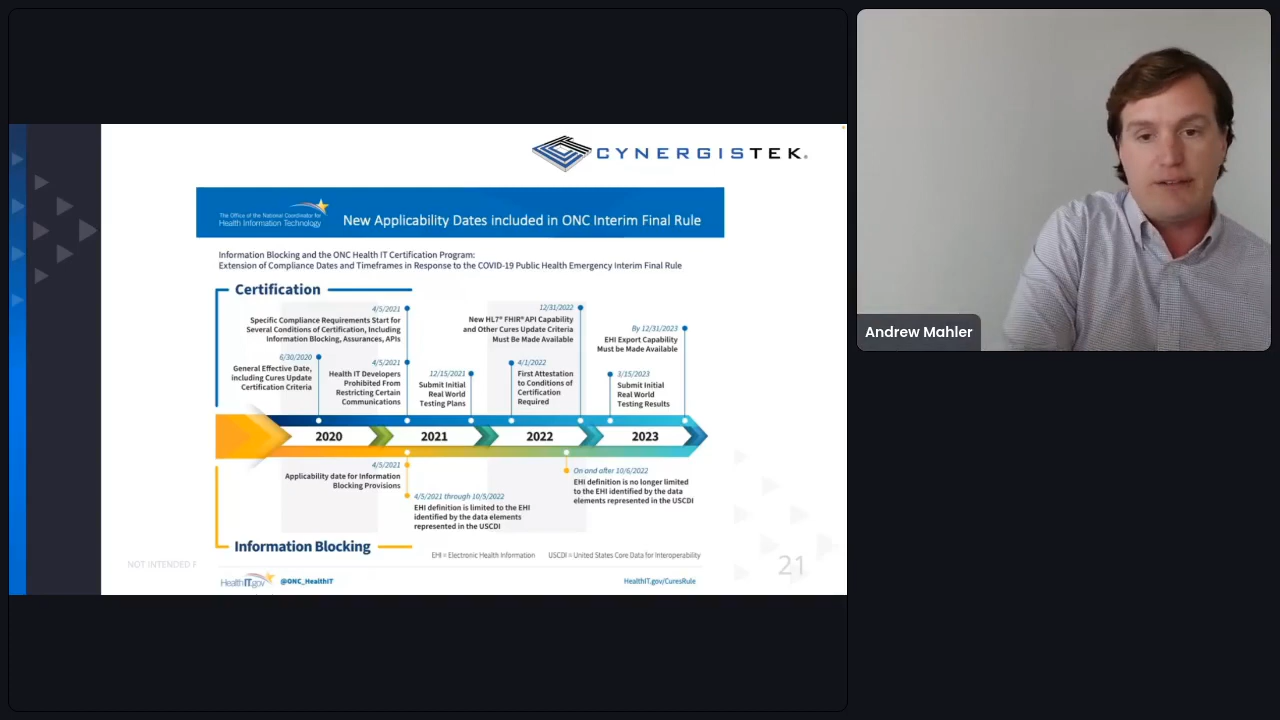 CYNERGISTEK
The Office of the National Coordinator for
Health Information Technology
New Applicability Dates included in ONC Interim Final Rule
Information Blocking and the ONC Health IT Certification Program:
Extension of Compliance Dates and Timeframes in Response to the COVID-19 Public Health Emergency Interim Final Rule
Certification
4/5/2021
Specific Compliance Requirements Start for
Several Conditions of Certification, Including
Information Blocking, Assurances, APIs
12/31/2022
New HL7® FHIR® API Capability
and Other Cures Update Criteria
Must Be Made Available
By 12/31/2023
EHI Export Capability
Must Be Made Available
6/30/2020
General Effective Date,
including Cures Update
Certification Criteria
4/5/2021
Health IT Developers
Prohibited From
Restricting Certain
Communications
12/15/2021
Submit Initial
Real World
Testing Plans
4/1/2022
First Attestation
to Conditions of
Certification
Required
3/15/2023
Submit Initial
Real World
Testing Results
2020
2021
2022
2023
4/5/2021
Applicability date for Information
Blocking Provisions
4/5/2021 through 10/5/2022
EHI definition is limited to the EHI
identified by the data elements
represented in the USCDI
On and after 10/6/2022
EHI definition is no longer limited
to the EHI identified by the data
elements represented in the USCDI
Information Blocking
EHI = Electronic Health Information
USCDI = United States Core Data for Interoperability
NOT INTENDED F
21
HealthIT.gov
@ONC_HealthIT
HealthIT.gov/CuresRule
Andrew Mahler